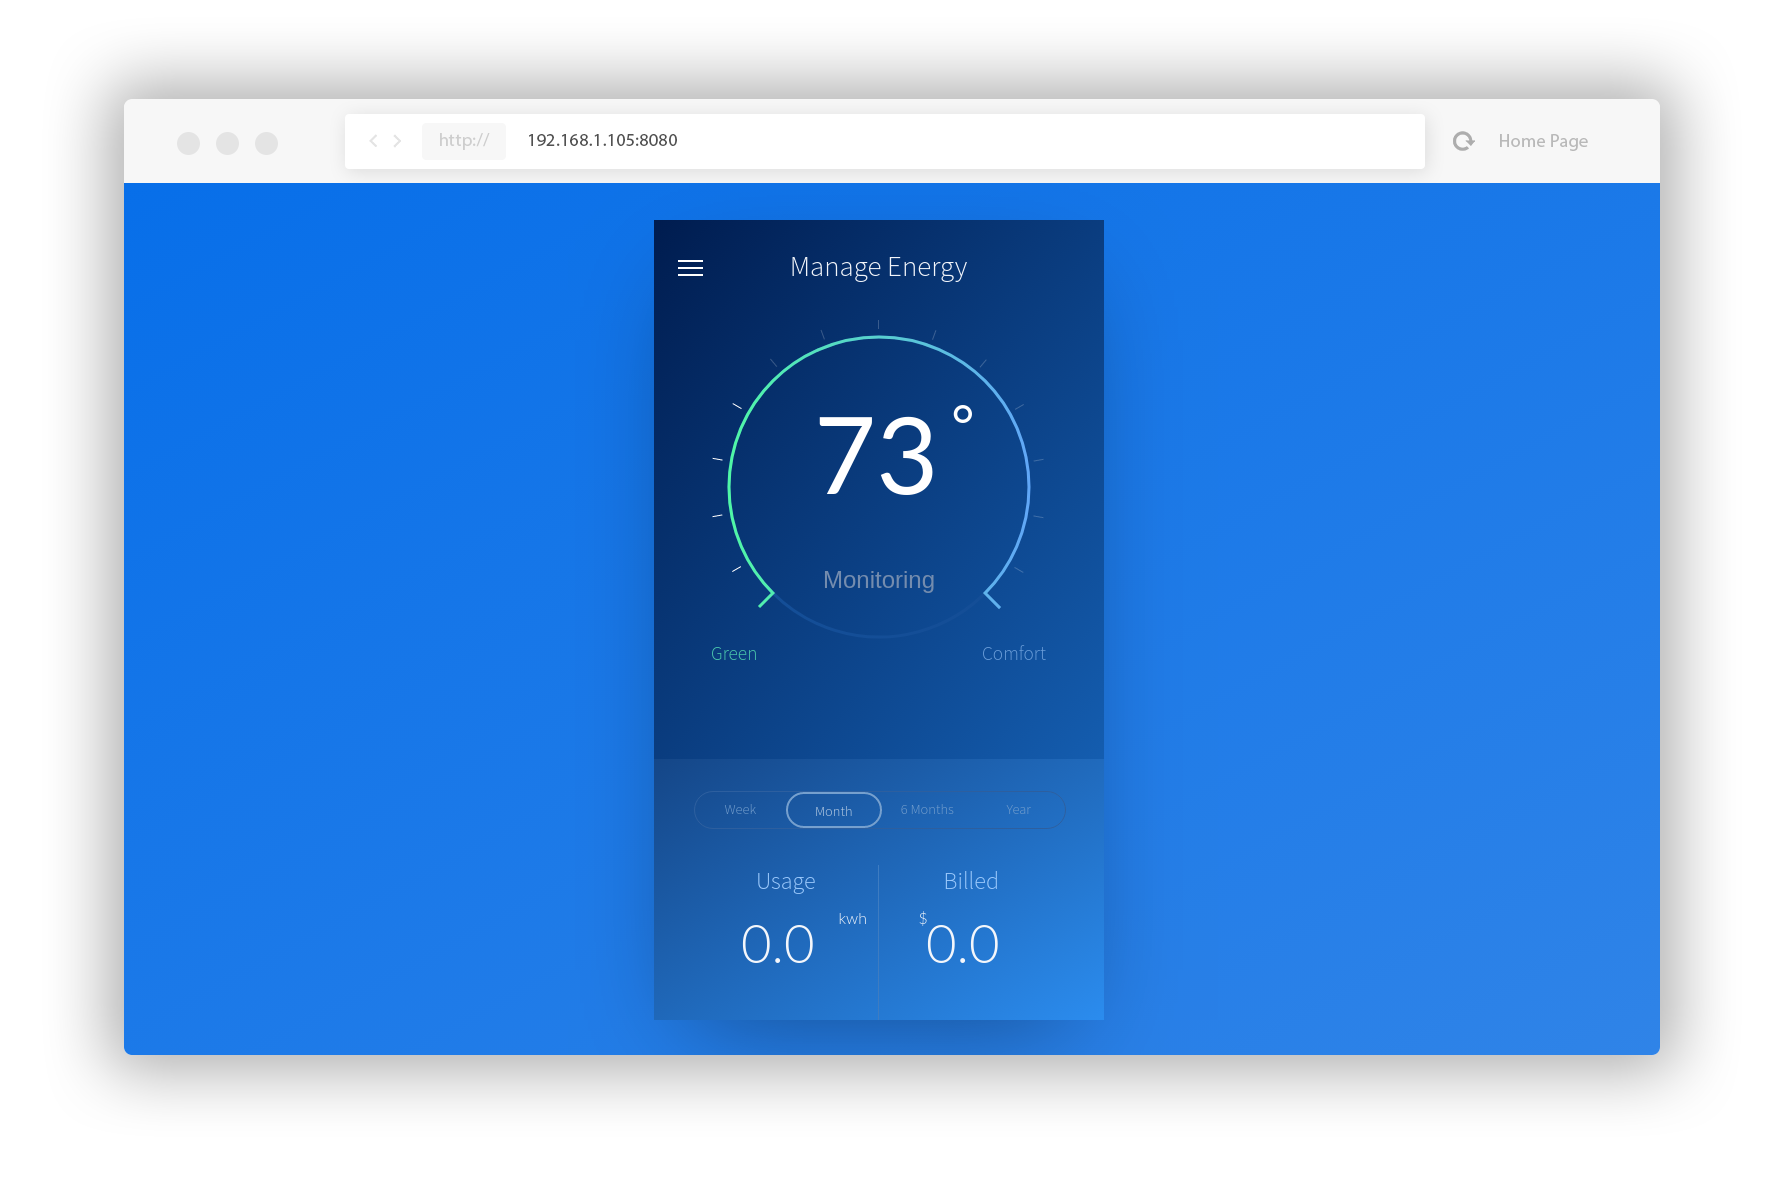 http:// 192.168.1.105:8080 Home Page
Manage Energy
73°
Monitoring
Green Comfort
Week Month 6 Months Year
Usage Billed
kwh $
0.0 0.0